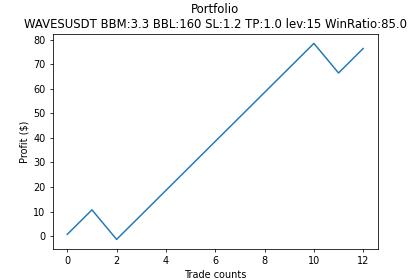 Portfolio
WAVESUSDT BBM:3.3 BBL:160 SL:1.2 TP:1.0 lev:15 WinRatio:85.0
80
70
60
50
40
30
20
10
0
Profit ($)
0 2 4 6 8 10 12
Trade counts